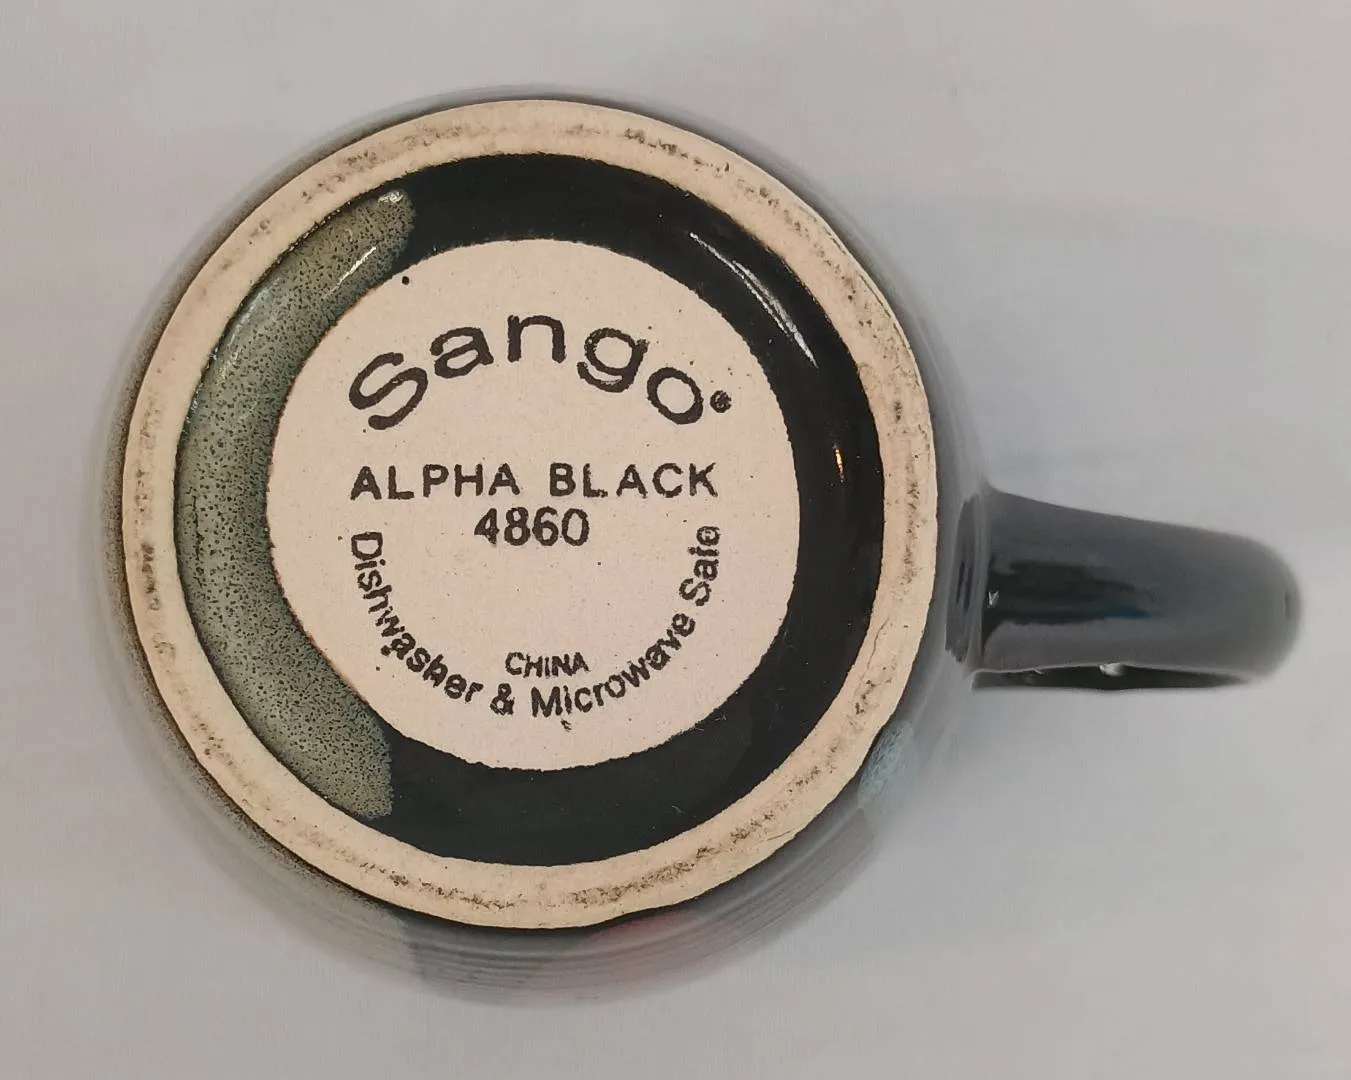 Sango®
ALPHA BLACK
4860
CHINA
Dishwasher & Microwave Safe